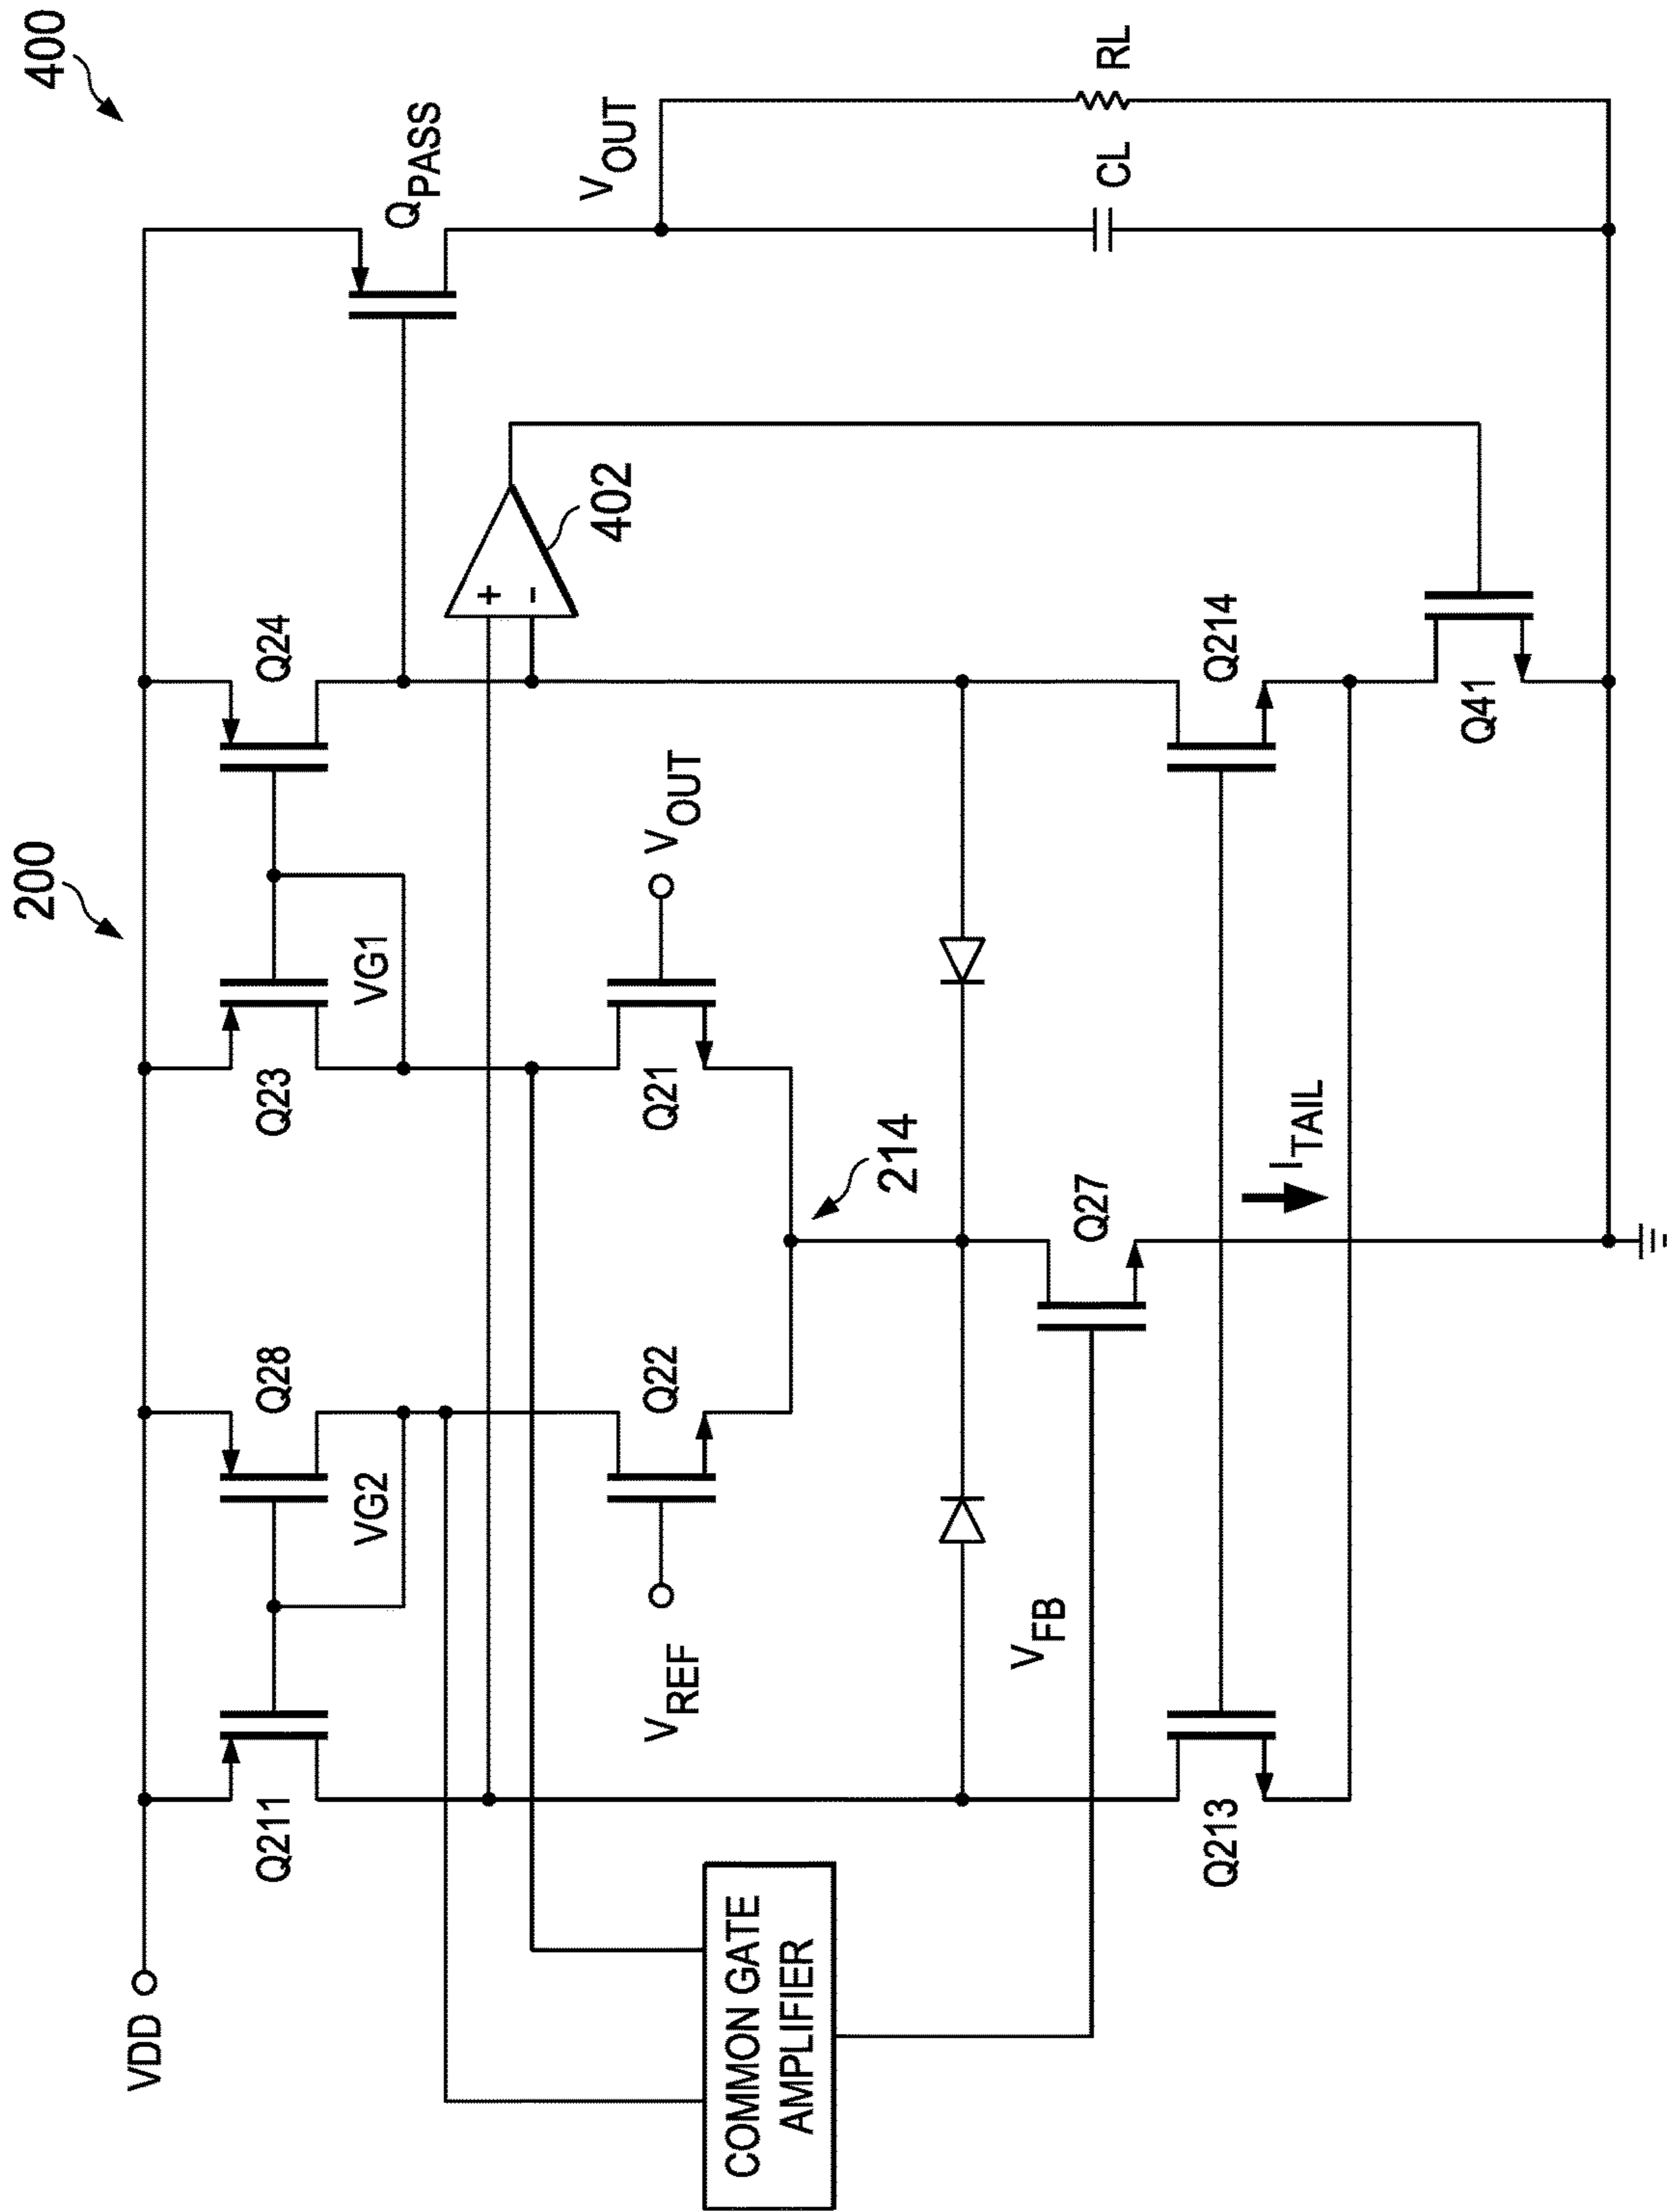 400
200
VDD
Q211
Q28
Q23
Q24
QPASS
VG2
VG1
+
-
402
VOUT
VREF
Q22
Q21
VOUT
214
COMMON GATE
AMPLIFIER
VFB
Q27
CL
RL
Q213
ITAIL
Q214
Q41